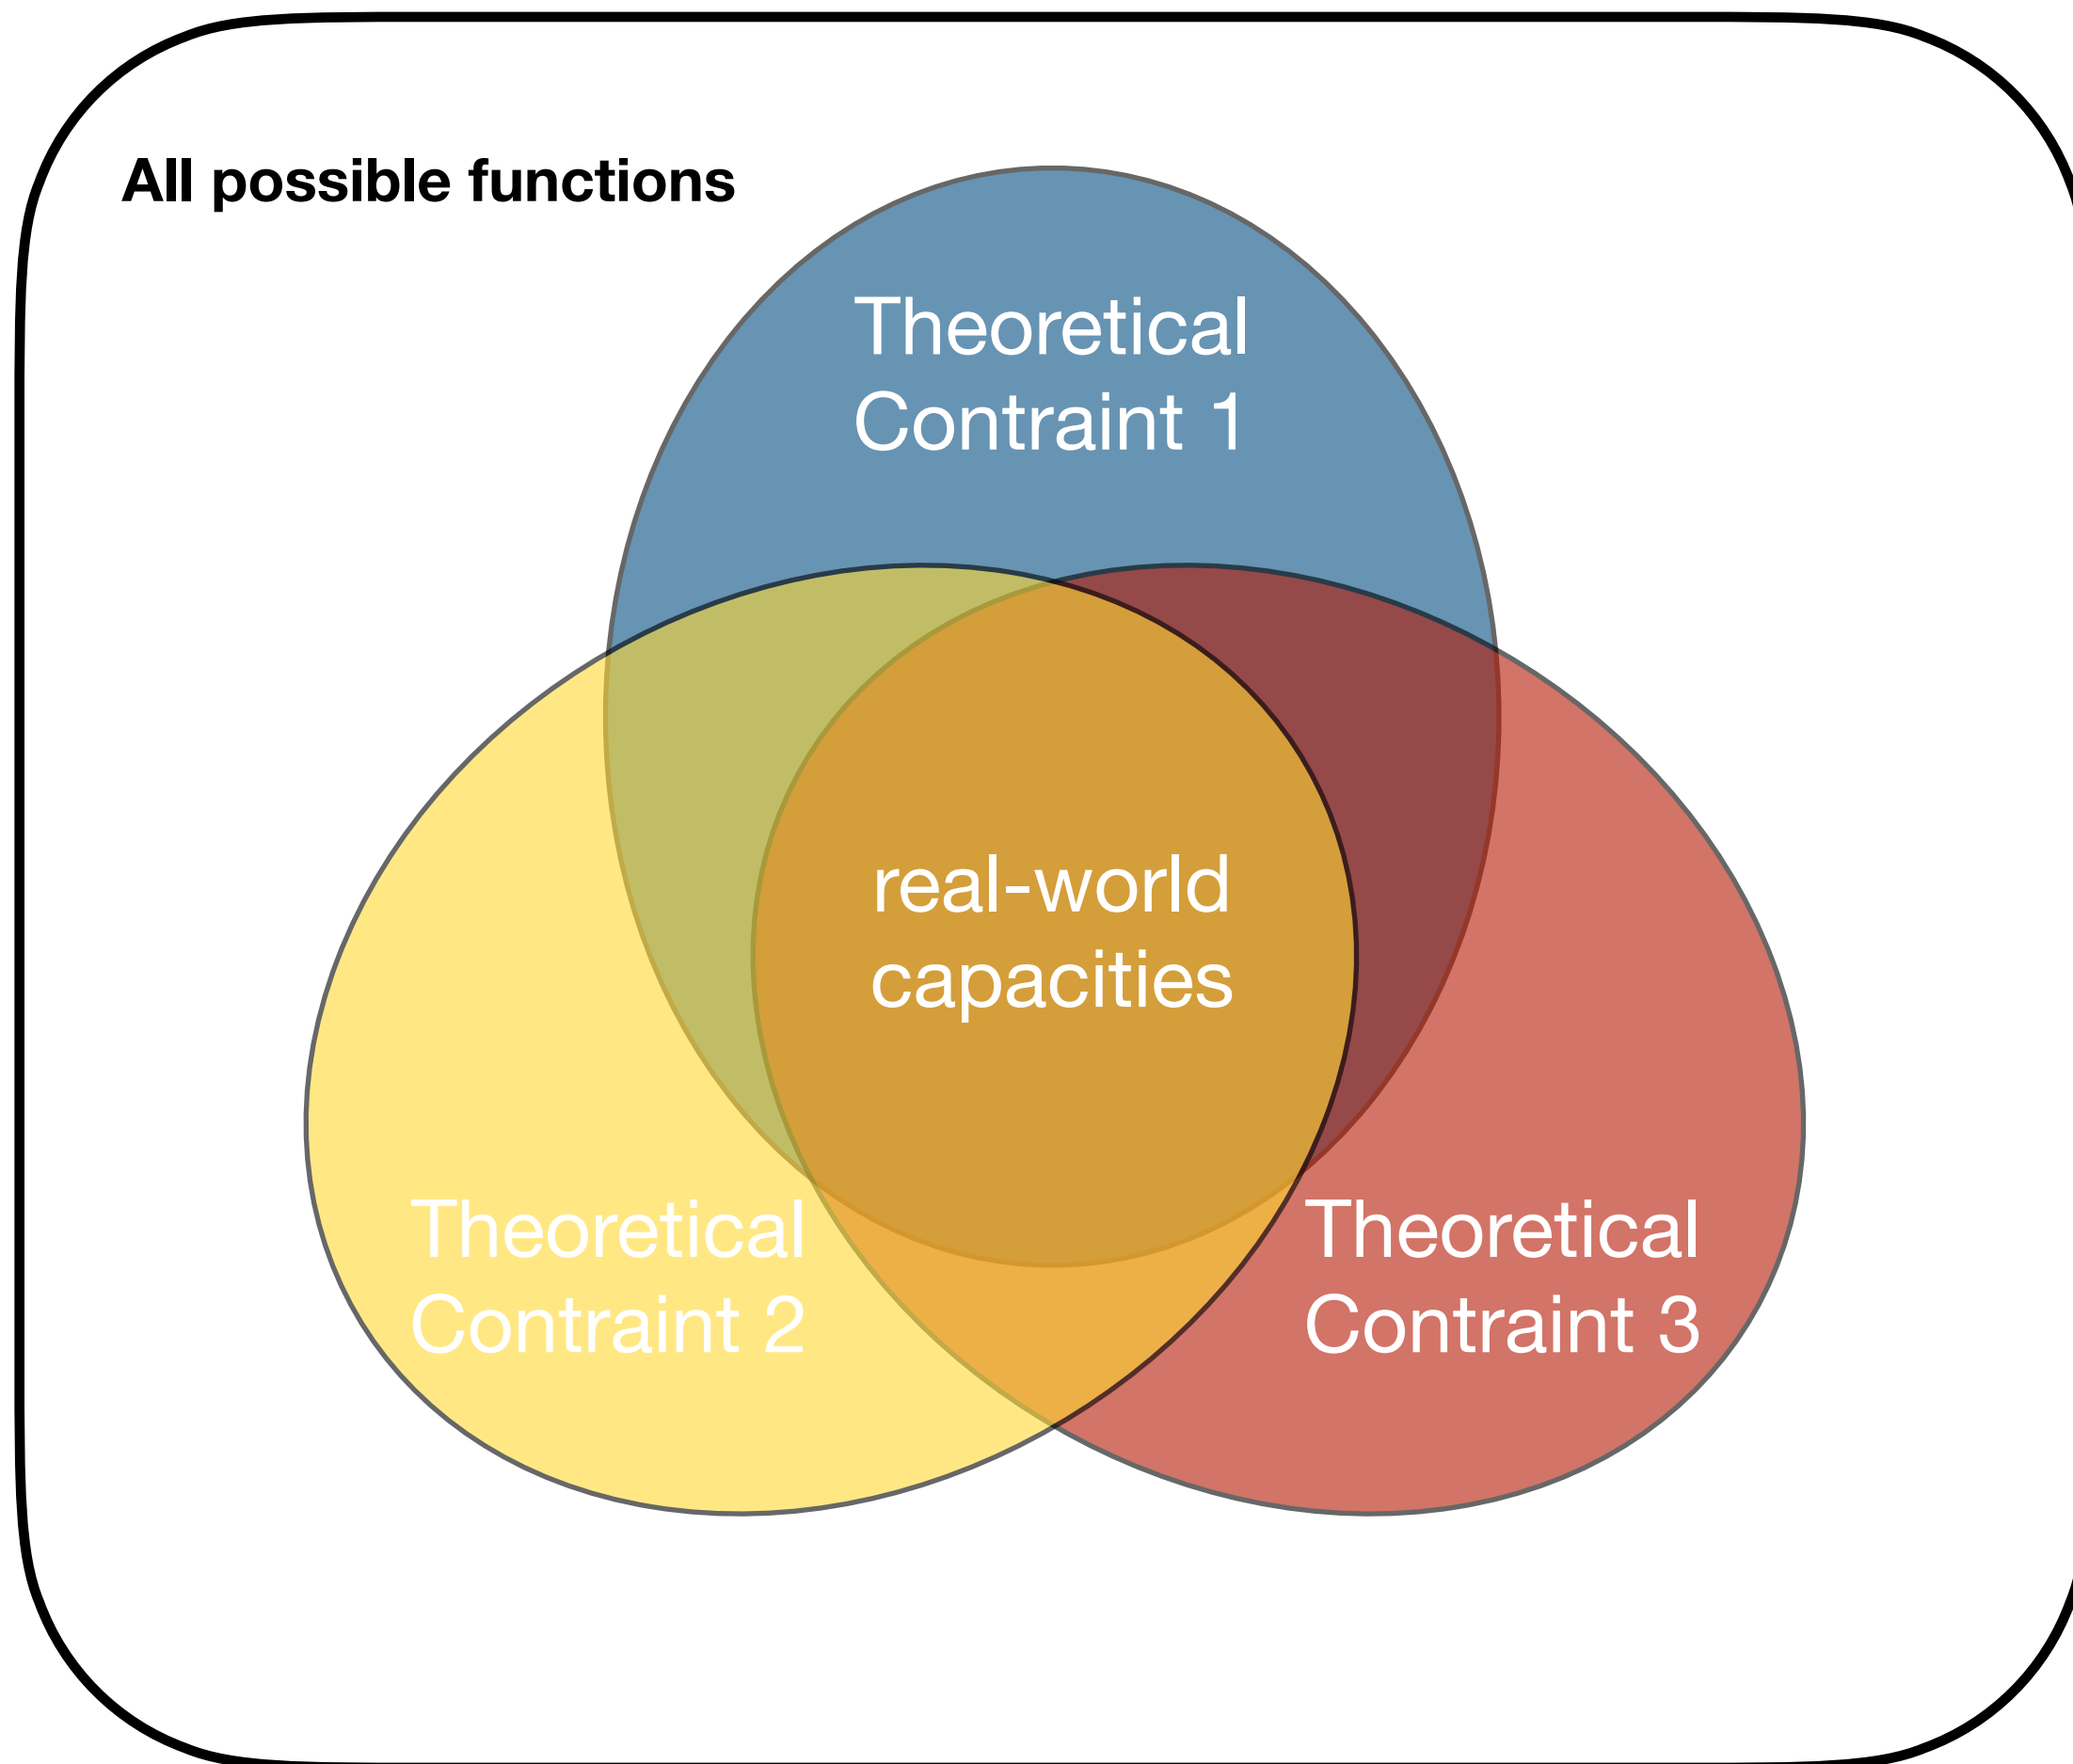 All possible functions
Theoretical
Contraint 1
real-world
capacities
Theoretical
Contraint 2
Theoretical
Contraint 3